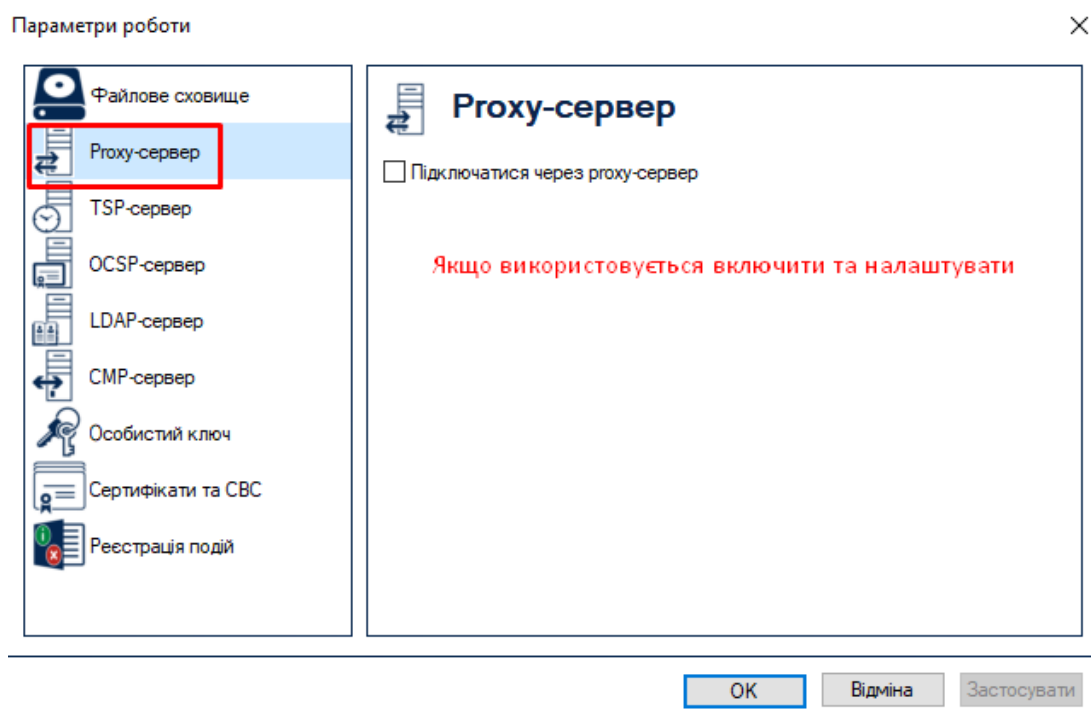 Параметри роботи
Файлове сховище
Proxy-сервер
TSP-сервер
OCSP-сервер
LDAP-сервер
CMP-сервер
Особистий ключ
Сертифікати та СВС
Реєстрація подій
Proxy-сервер
Підключатися через proxy-сервер
Якщо використовується включити та налаштувати
OK
Відміна
Застосувати